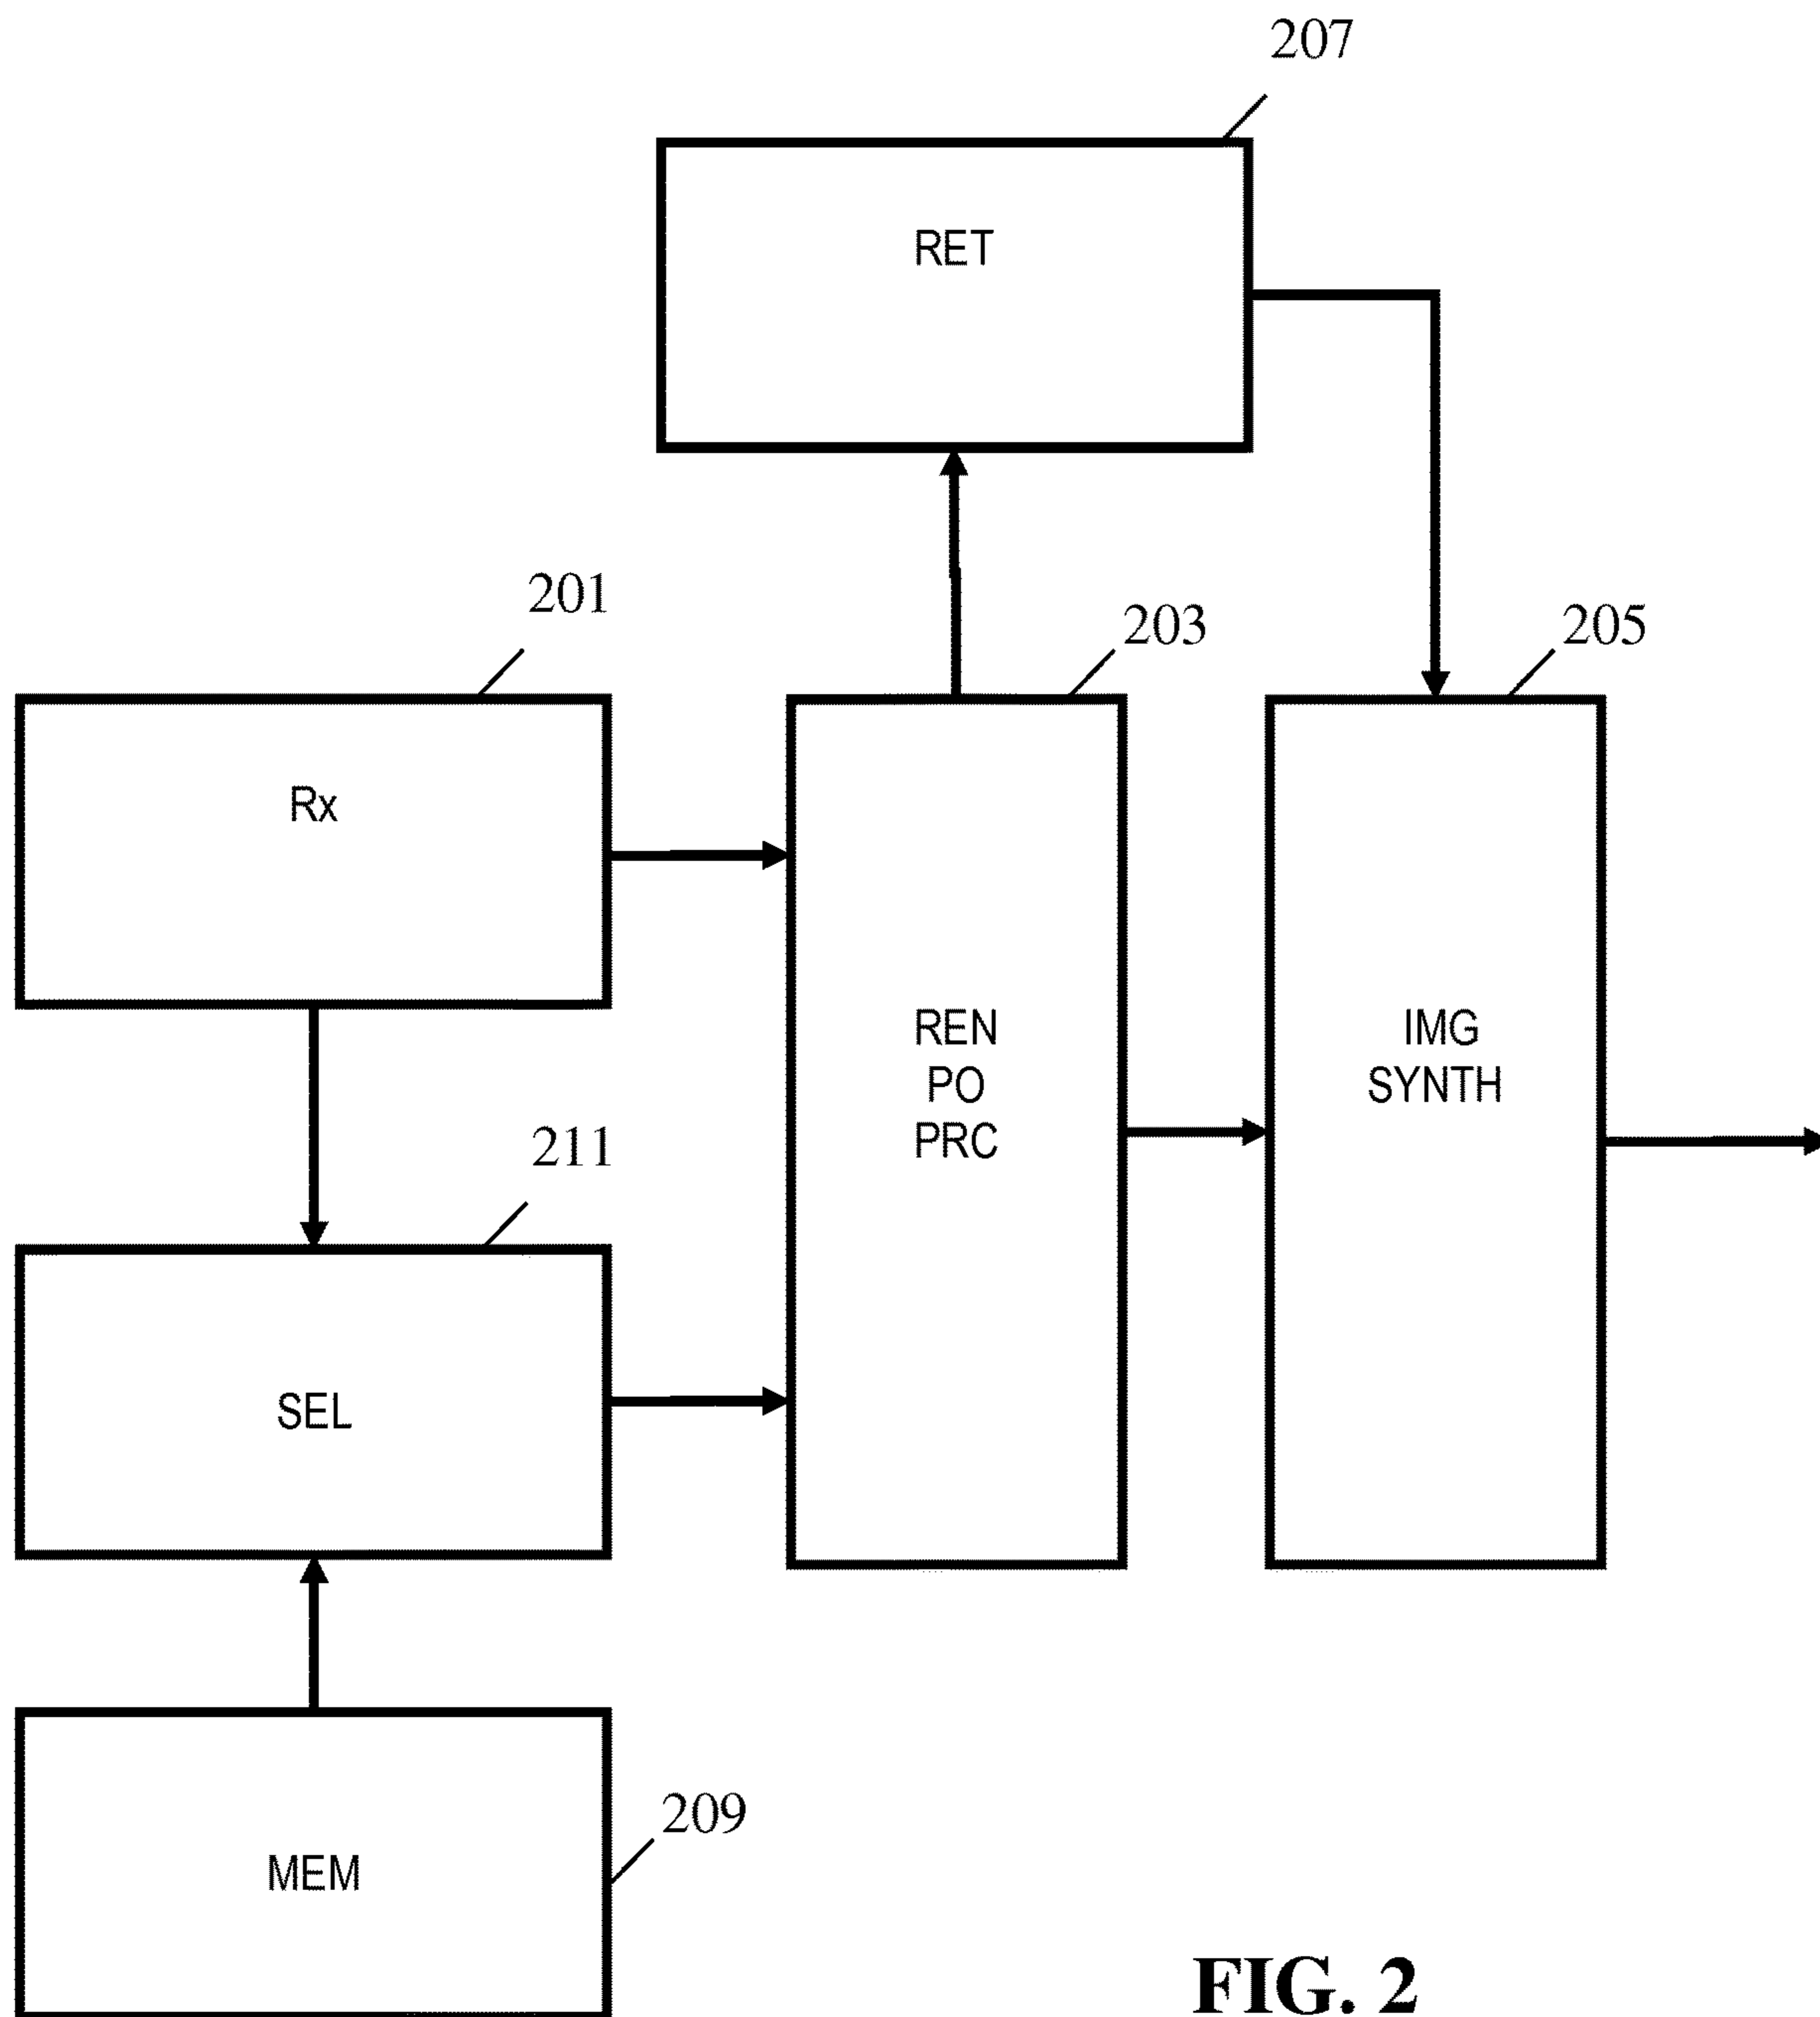 207
RET
201
203
205
Rx
REN
PO
PRC
IMG
SYNTH
211
SEL
209
MEM
FIG. 2